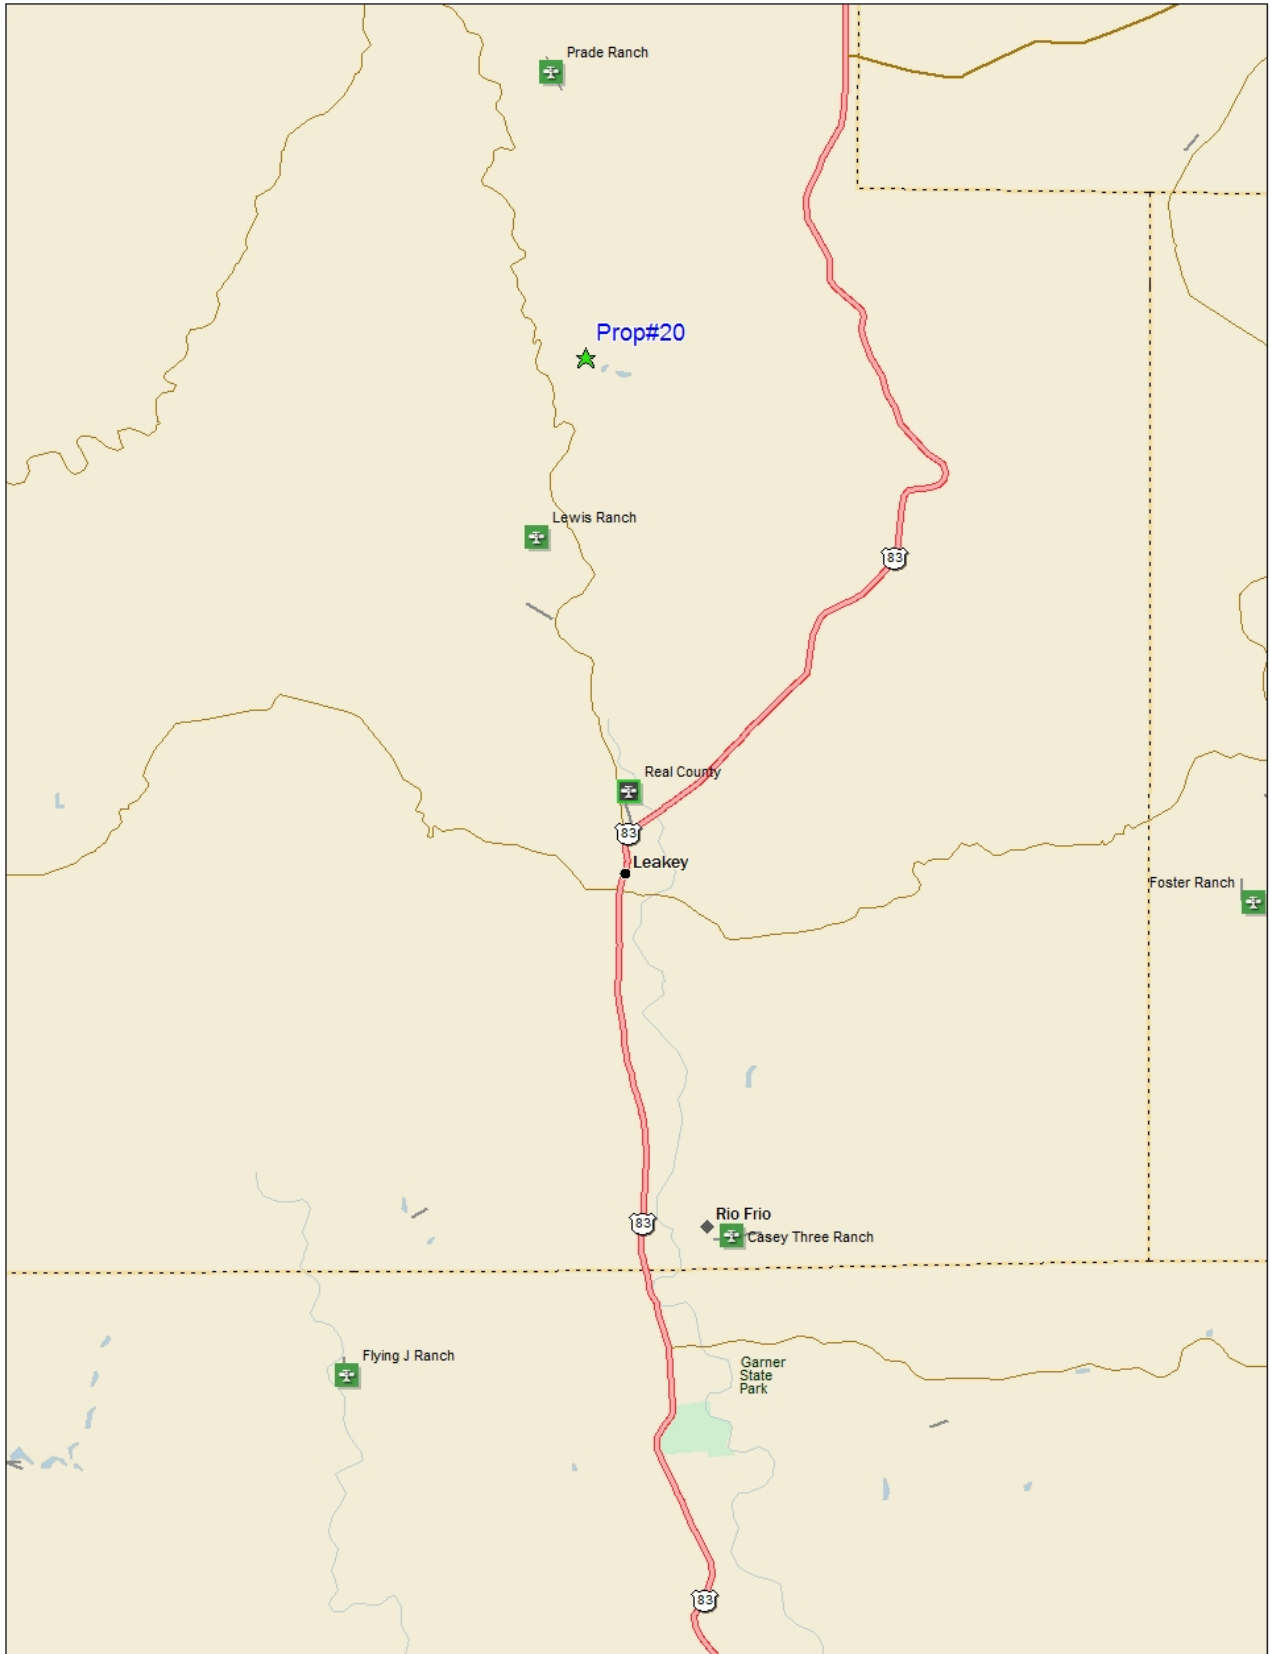 Prade Ranch
Prop#20
Lewis Ranch
83
Real County
83
Leakey
Foster Ranch
Rio Frio
83
Casey Three Ranch
Flying J Ranch
Garner
State
Park
83